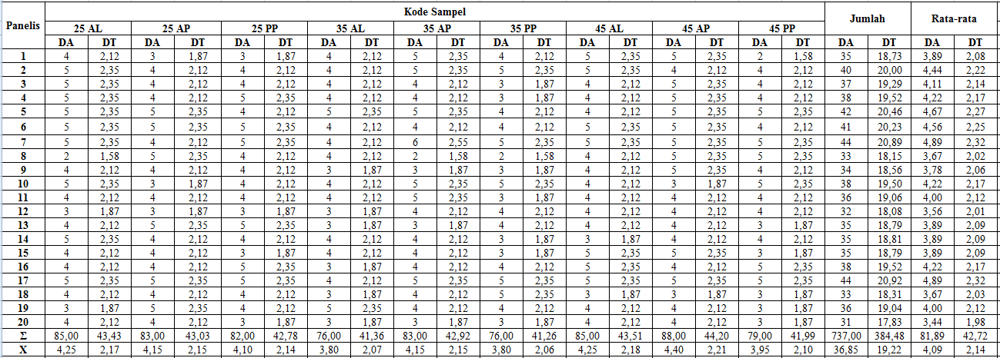 Panelis Kode Sampel Jumlah Rata-rata
25 AL 25 AP 25 PP 35 AL 35 AP 35 PP 45 AL 45 AP 45 PP
DA DT DA DT DA DT DA DT DA DT DA DT DA DT DA DT DA DT DA DT DA DT
1 4 2,12 3 1,87 3 1,87 4 2,12 5 2,35 4 2,12 5 2,35 5 2,35 2 1,58 35 18,73 3,89 2,08
2 5 2,35 4 2,12 4 2,12 4 2,12 5 2,35 5 2,35 5 2,35 4 2,12 4 2,12 40 20,00 4,44 2,22
3 5 2,35 4 2,12 4 2,12 4 2,12 4 2,12 3 1,87 4 2,12 5 2,35 4 2,12 37 19,29 4,11 2,14
4 5 2,35 4 2,12 5 2,35 4 2,12 4 2,12 3 1,87 4 2,12 5 2,35 4 2,12 38 19,52 4,22 2,17
5 5 2,35 5 2,35 4 2,12 5 2,35 5 2,35 4 2,12 4 2,12 5 2,35 5 2,35 42 20,46 4,67 2,27
6 5 2,35 5 2,35 5 2,35 4 2,12 4 2,12 4 2,12 5 2,35 5 2,35 4 2,12 41 20,23 4,56 2,25
7 5 2,35 4 2,12 5 2,35 4 2,12 6 2,55 5 2,35 5 2,35 5 2,35 5 2,35 44 20,89 4,89 2,32
8 2 1,58 5 2,35 4 2,12 4 2,12 2 1,58 2 1,58 4 2,12 5 2,35 5 2,35 33 18,15 3,67 2,02
9 4 2,12 4 2,12 4 2,12 3 1,87 3 1,87 3 1,87 4 2,12 5 2,35 4 2,12 34 18,56 3,78 2,06
10 5 2,35 3 1,87 4 2,12 4 2,12 5 2,35 5 2,35 4 2,12 3 1,87 5 2,35 38 19,50 4,22 2,17
11 4 2,12 4 2,12 4 2,12 4 2,12 5 2,35 3 1,87 4 2,12 4 2,12 4 2,12 36 19,06 4,00 2,12
12 3 1,87 3 1,87 3 1,87 3 1,87 4 2,12 4 2,12 4 2,12 4 2,12 4 2,12 32 18,08 3,56 2,01
13 4 2,12 5 2,35 5 2,35 3 1,87 3 1,87 4 2,12 4 2,12 4 2,12 3 1,87 35 18,79 3,89 2,09
14 5 2,35 4 2,12 4 2,12 4 2,12 4 2,12 3 1,87 3 1,87 4 2,12 4 2,12 35 18,81 3,89 2,09
15 4 2,12 4 2,12 3 1,87 4 2,12 4 2,12 3 1,87 5 2,35 5 2,35 3 1,87 35 18,79 3,89 2,09
16 4 2,12 4 2,12 5 2,35 3 1,87 4 2,12 4 2,12 5 2,35 4 2,12 5 2,35 38 19,52 4,22 2,17
17 5 2,35 5 2,35 5 2,35 4 2,12 5 2,35 5 2,35 5 2,35 5 2,35 5 2,35 44 20,92 4,89 2,32
18 4 2,12 4 2,12 4 2,12 3 1,87 4 2,12 5 2,35 3 1,87 3 1,87 3 1,87 33 18,31 3,67 2,03
19 3 1,87 5 2,35 4 2,12 5 2,35 4 2,12 4 2,12 4 2,12 4 2,12 3 1,87 36 19,04 4,00 2,12
20 4 2,12 4 2,12 3 1,87 3 1,87 3 1,87 3 1,87 4 2,12 4 2,12 3 1,87 31 17,83 3,44 1,98
Σ 85,00 43,43 83,00 43,03 82,00 42,78 76,00 41,36 83,00 42,92 76,00 41,26 85,00 43,51 88,00 44,20 79,00 41,99 737,00 384,48 81,89 42,72
X 4,25 2,17 4,15 2,15 4,10 2,14 3,80 2,07 4,15 2,15 3,80 2,06 4,25 2,18 4,40 2,21 3,95 2,10 36,85 19,22 4,09 2,14